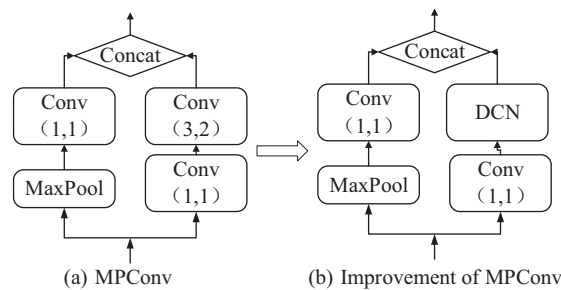 Concat
Conv
(1,1)
Conv
(3,2)
MaxPool
Conv
(1,1)
(a) MPConv
Concat
Conv
(1,1)
DCN
MaxPool
Conv
(1,1)
(b) Improvement of MPConv